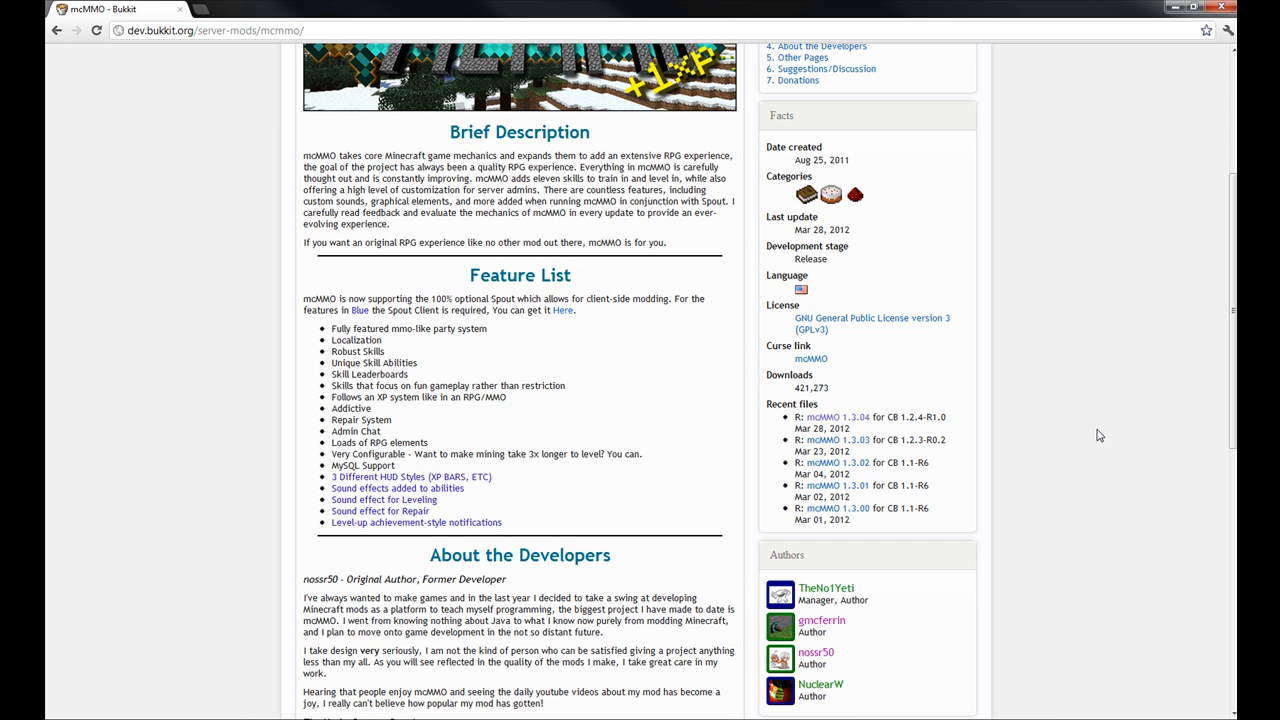 mcMMO - Bukkit
dev.bukkit.org/server-mods/mcmmo/
+1xp
Brief Description
mcMMO takes core Minecraft game mechanics and expands them to add an extensive RPG experience,
the goal of the project has always been a quality RPG experience. Everything in mcMMO is carefully
thought out and is constantly improving. mcMMO adds eleven skills to train in and level in, while also
offering a high level of customization for server admins. There are countless features, including
custom sounds, graphical elements, and more added when running mcMMO in conjunction with Spout. I
carefully read feedback and evaluate the mechanics of mcMMO in every update to provide an ever-
evolving experience.
If you want an original RPG experience like no other mod out there, mcMMO is for you.
Feature List
mcMMO is now supporting the 100% optional Spout which allows for client-side modding. For the
features in Blue the Spout Client is required, You can get it Here.
Fully featured mmo-like party system
Localization
Robust Skills
Unique Skill Abilities
Skill Leaderboards
Skills that focus on fun gameplay rather than restriction
Follows an XP system like in an RPG/MMO
Addictive
Repair System
Admin Chat
Loads of RPG elements
Very Configurable - Want to make mining take 3x longer to level? You can.
MySQL Support
3 Different HUD Styles (XP BARS, ETC)
Sound effects added to abilities
Sound effect for Leveling
Sound effect for Repair
Level-up achievement-style notifications
About the Developers
nossr50 - Original Author, Former Developer
I've always wanted to make games and in the last year I decided to take a swing at developing
Minecraft mods as a platform to teach myself programming, the biggest project I have made to date is
mcMMO. I went from knowing nothing about Java to what I know now purely from modding Minecraft,
and I plan to move onto game development in the not so distant future.
I take design very seriously, I am not the kind of person who can be satisfied giving a project anything
less than my all. As you will see reflected in the quality of the mods I make, I take great care in my
work.
Hearing that people enjoy mcMMO and seeing the daily youtube videos about my mod has become a
joy, I really can't believe how popular my mod has gotten!
4. About the Developers
5. Other Pages
6. Suggestions/Discussion
7. Donations
Facts
Date created
Aug 25, 2011
Categories
Last update
Mar 28, 2012
Development stage
Release
Language
License
GNU General Public License version 3
(GPLv3)
Curse link
mcMMO
Downloads
421,273
Recent files
R: mcMMO 1.3.04 for CB 1.2.4-R1.0
Mar 28, 2012
R: mcMMO 1.3.03 for CB 1.2.3-R0.2
Mar 23, 2012
R: mcMMO 1.3.02 for CB 1.1-R6
Mar 04, 2012
R: mcMMO 1.3.01 for CB 1.1-R6
Mar 02, 2012
R: mcMMO 1.3.00 for CB 1.1-R6
Mar 01, 2012
Authors
TheNo1Yeti
Manager, Author
gmcferrin
Author
nossr50
Author
NuclearW
Author